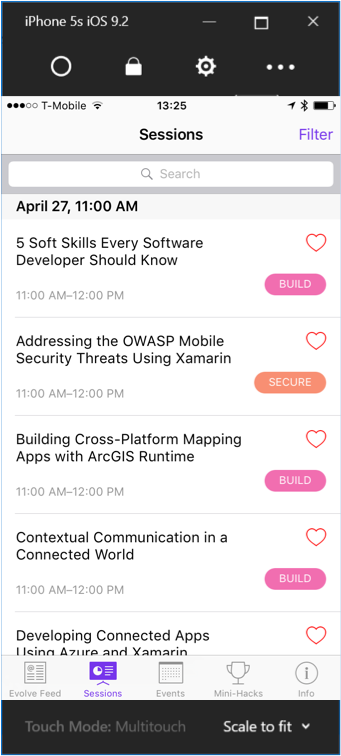 iPhone 5s iOS 9.2
T-Mobile 13:25
Sessions Filter
Search
April 27, 11:00 AM
5 Soft Skills Every Software
Developer Should Know
BUILD
11:00 AM–12:00 PM
Addressing the OWASP Mobile
Security Threats Using Xamarin
SECURE
11:00 AM–12:00 PM
Building Cross-Platform Mapping
Apps with ArcGIS Runtime
BUILD
11:00 AM–12:00 PM
Contextual Communication in a
Connected World
BUILD
11:00 AM–12:00 PM
Developing Connected Apps
Using Azure and Xamarin
Evolve Feed Sessions Events Mini-Hacks Info
Touch Mode: Multitouch Scale to fit